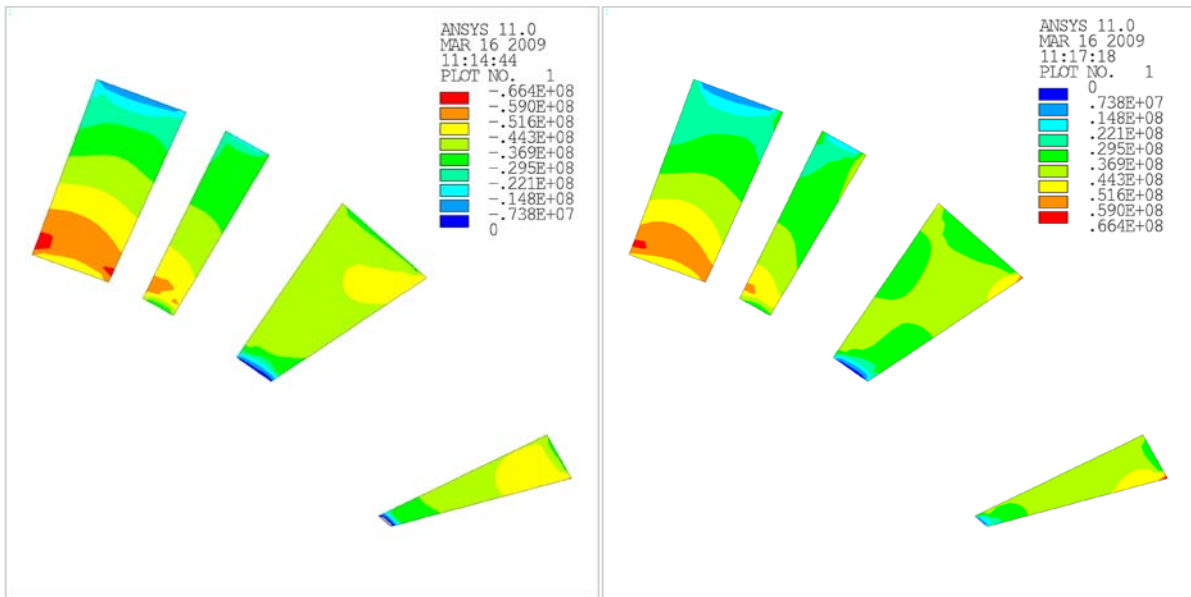 1
ANSYS 11.0
MAR 16 2009
11:14:44
PLOT NO. 1
-.664E+08
-.590E+08
-.516E+08
-.443E+08
-.369E+08
-.295E+08
-.221E+08
-.148E+08
-.738E+07
0
1
ANSYS 11.0
MAR 16 2009
11:17:18
PLOT NO. 1
0
.738E+07
.148E+08
.221E+08
.295E+08
.369E+08
.443E+08
.516E+08
.590E+08
.664E+08